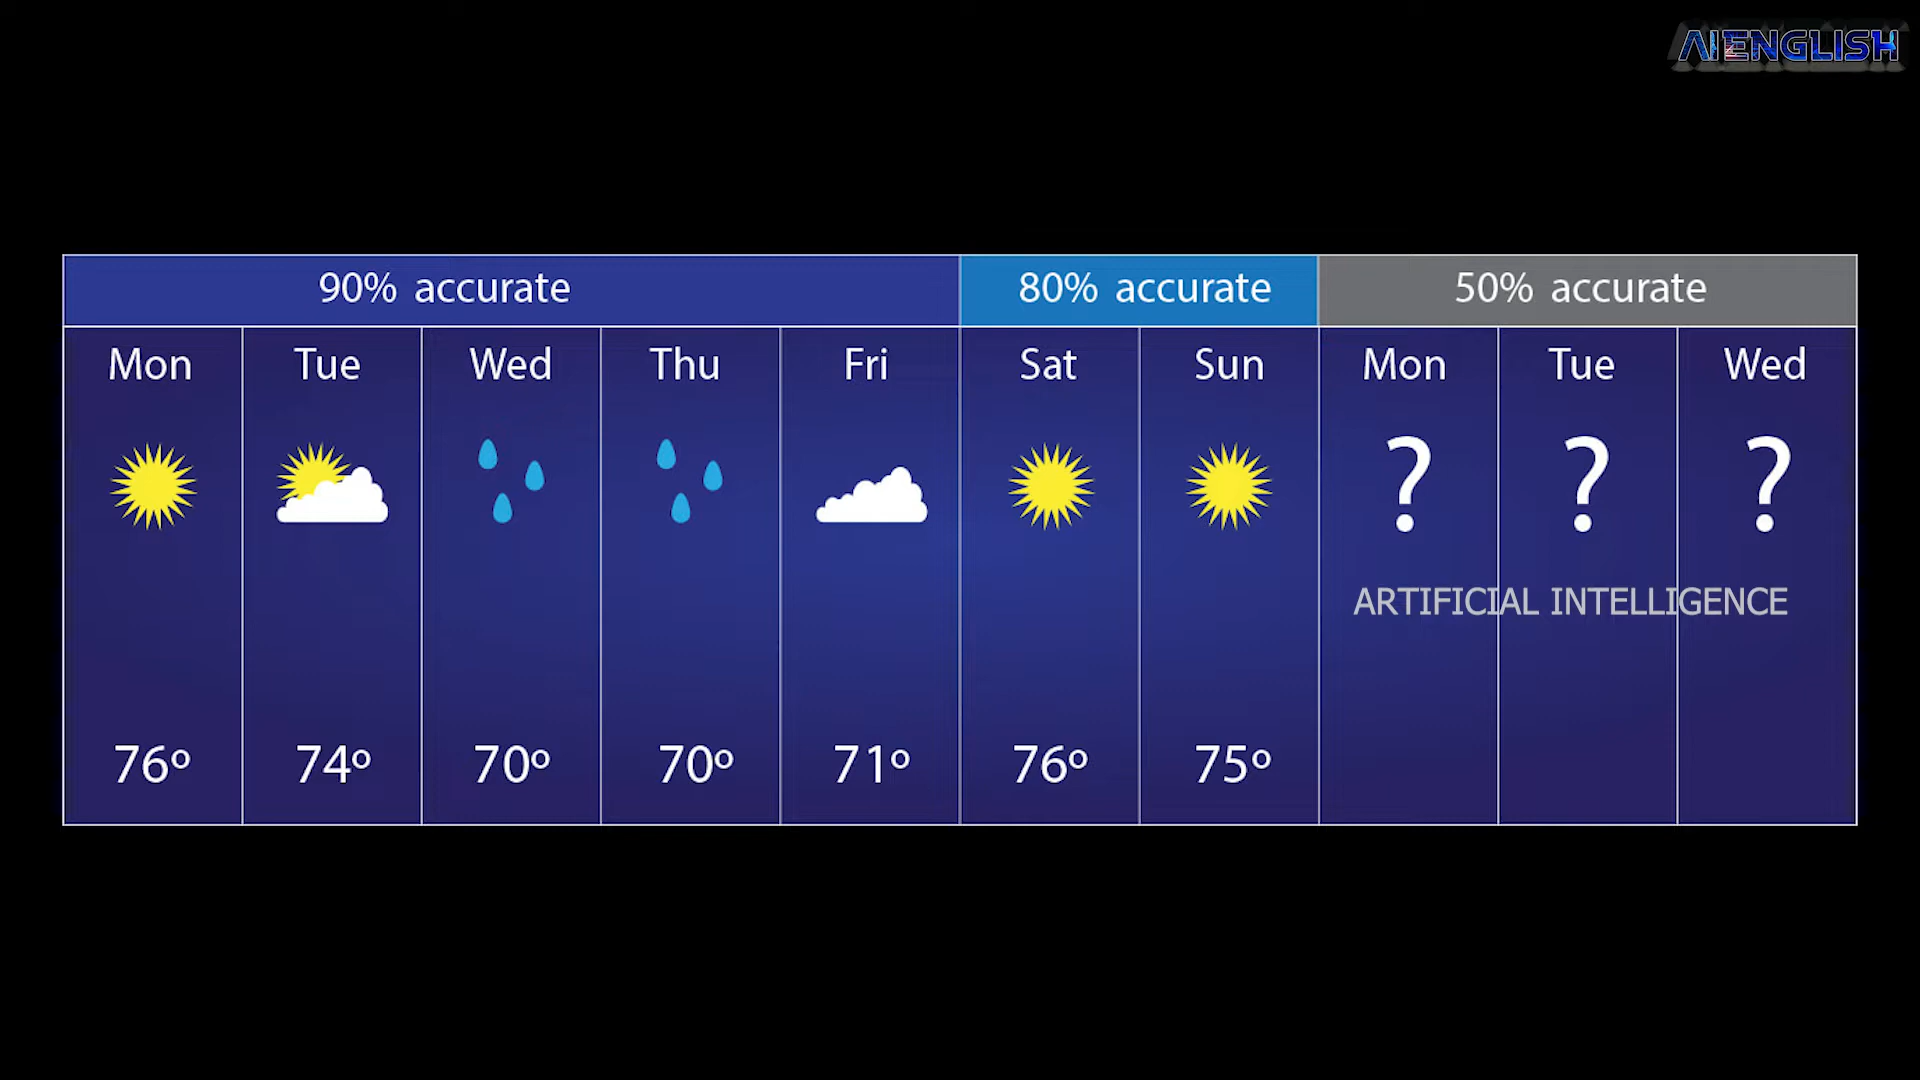 AIENGLISH
90% accurate 80% accurate 50% accurate
Mon Tue Wed Thu Fri Sat Sun Mon Tue Wed
? ? ?
ARTIFICIAL INTELLIGENCE
76º 74º 70º 70º 71º 76º 75º